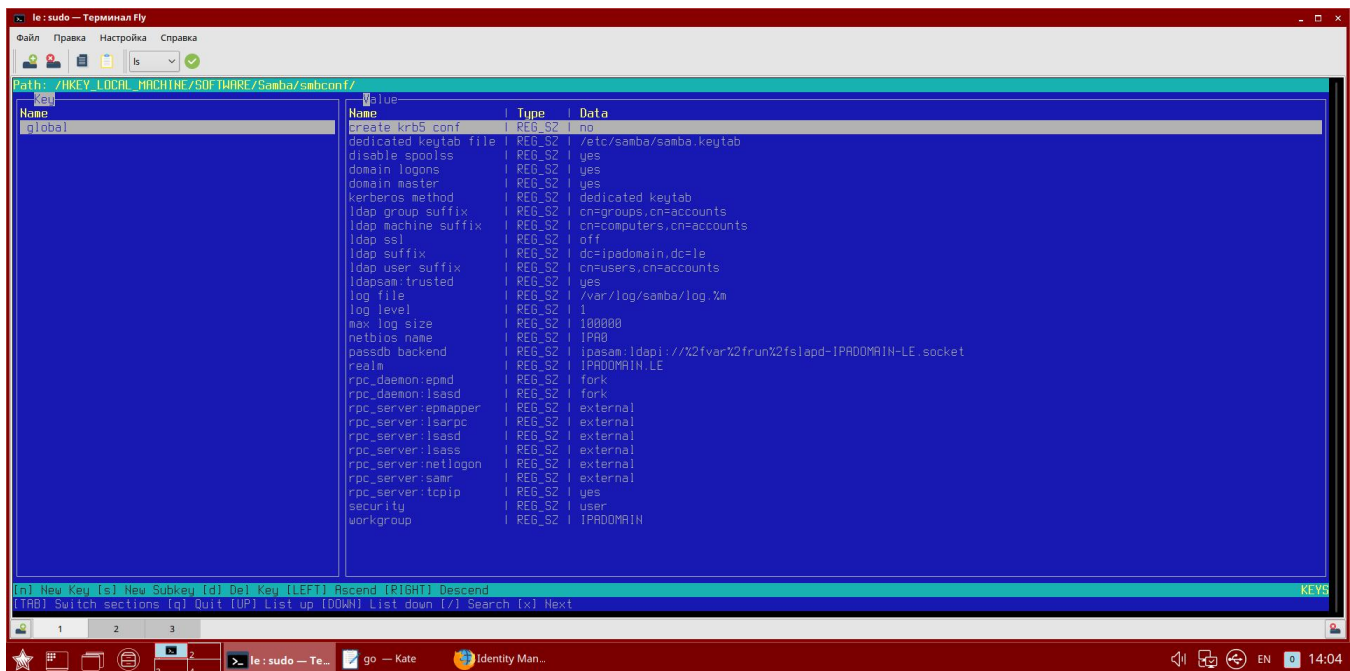 le : sudo — Терминал Fly
Файл Правка Настройка Справка
ls
Path: /HKEY_LOCAL_MACHINE/SOFTWARE/Samba/smbconf/
Key
Name
global
Value
Name | Type | Data
create krb5 conf | REG_SZ | no
dedicated keytab file | REG_SZ | /etc/samba/samba.keytab
disable spoolss | REG_SZ | yes
domain logons | REG_SZ | yes
domain master | REG_SZ | yes
kerberos method | REG_SZ | dedicated keytab
ldap group suffix | REG_SZ | cn=groups,cn=accounts
ldap machine suffix | REG_SZ | cn=computers,cn=accounts
ldap ssl | REG_SZ | off
ldap suffix | REG_SZ | dc=ipadomain,dc=le
ldap user suffix | REG_SZ | cn=users,cn=accounts
ldapsam:trusted | REG_SZ | yes
log file | REG_SZ | /var/log/samba/log.%m
log level | REG_SZ | 1
max log size | REG_SZ | 100000
netbios name | REG_SZ | IPA0
passdb backend | REG_SZ | ipasam:ldapi://%2fvar%2frun%2fslapd-IPADOMAIN-LE.socket
realm | REG_SZ | IPADOMAIN.LE
rpc_daemon:epmd | REG_SZ | fork
rpc_daemon:lsasd | REG_SZ | fork
rpc_server:epmapper | REG_SZ | external
rpc_server:lsarpc | REG_SZ | external
rpc_server:lsasd | REG_SZ | external
rpc_server:lsass | REG_SZ | external
rpc_server:netlogon | REG_SZ | external
rpc_server:samr | REG_SZ | external
rpc_server:tcpip | REG_SZ | yes
security | REG_SZ | user
workgroup | REG_SZ | IPADOMAIN
[n] New Key [s] New Subkey [d] Del Key [LEFT] Ascend [RIGHT] Descend KEYS
[TAB] Switch sections [q] Quit [UP] List up [DOWN] List down [/] Search [x] Next
1 2 3
2 le : sudo — Те... go — Kate Identity Man... EN 0 14:04